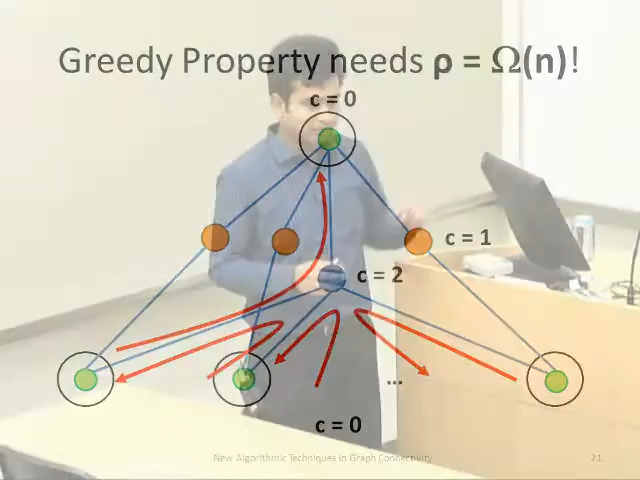 Greedy Property needs ρ = Ω(n)!
c = 0
c = 1
c = 2
...
c = 0
New Algorithmic Techniques in Graph Connectivity
21